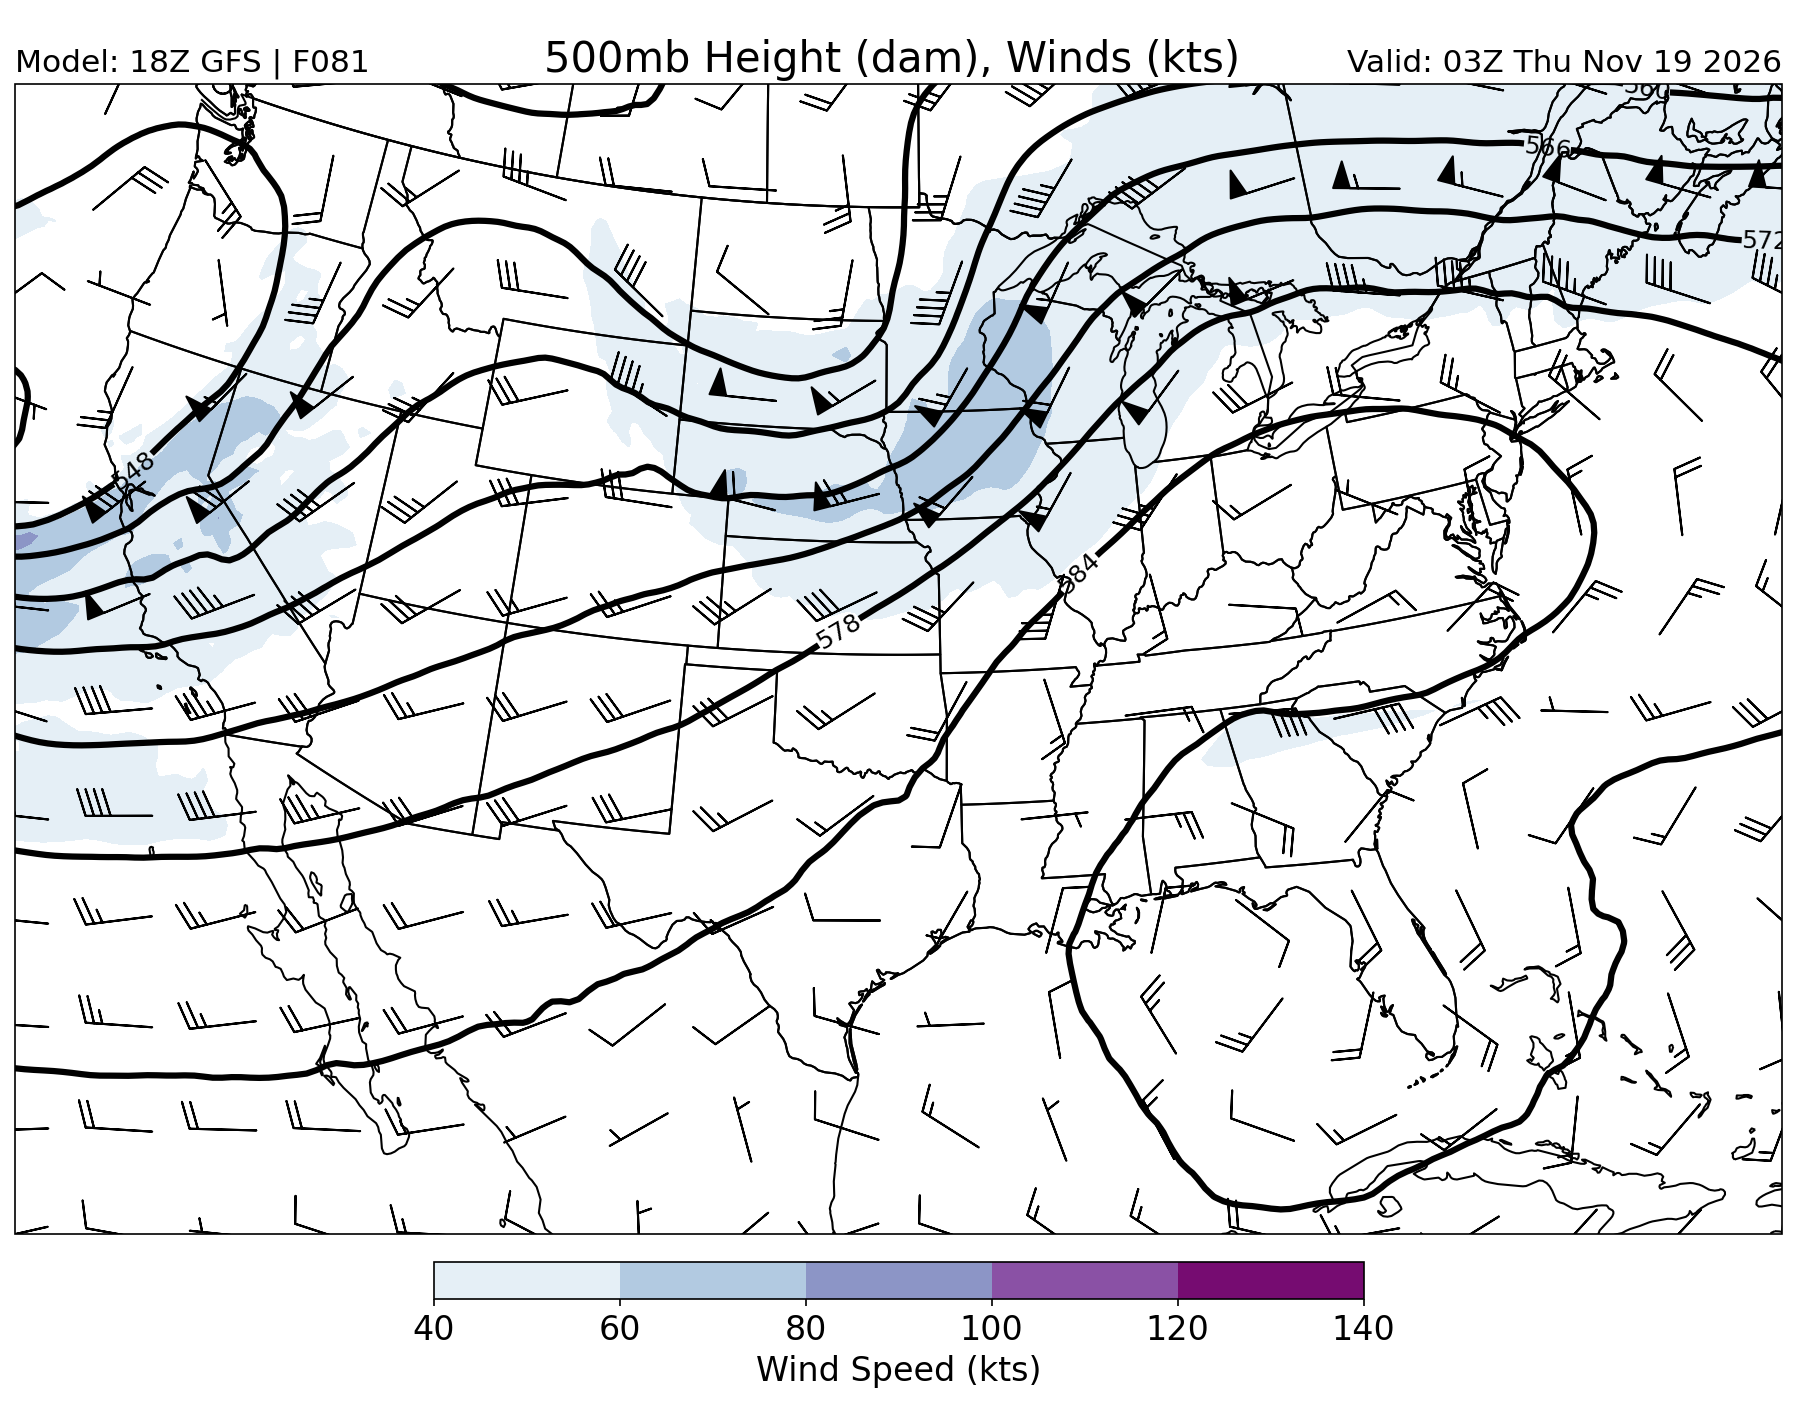 Model: 18Z GFS | F081
500mb Height (dam), Winds (kts)
Valid: 03Z Thu Nov 19 2026
560
566
572
548
584
578
40 60 80 100 120 140
Wind Speed (kts)